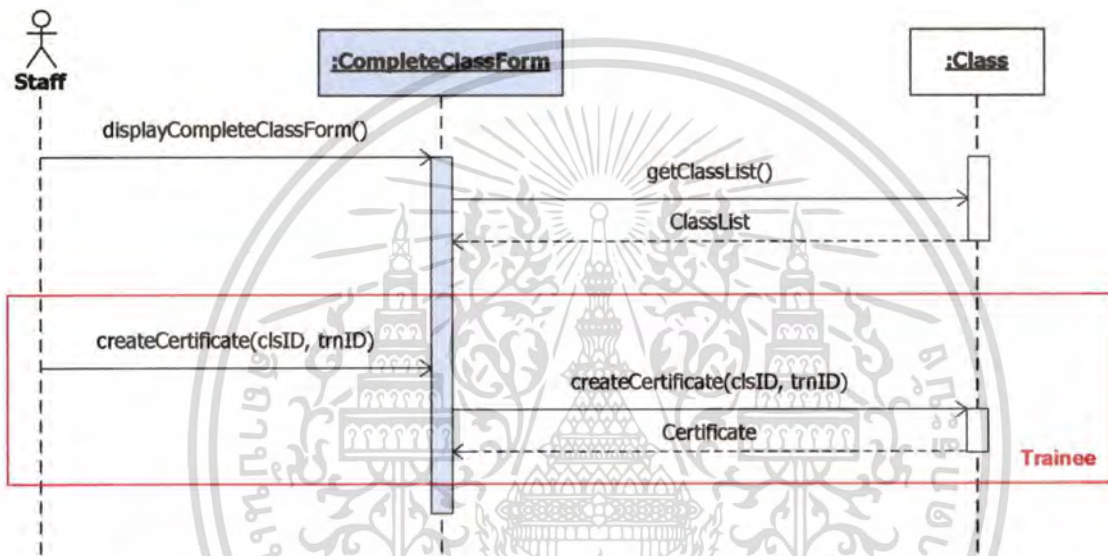 Staff
:CompleteClassForm
:Class
displayCompleteClassForm()
getClassList()
ClassList
createCertificate(clsID, trnID)
createCertificate(clsID, trnID)
Certificate
Trainee